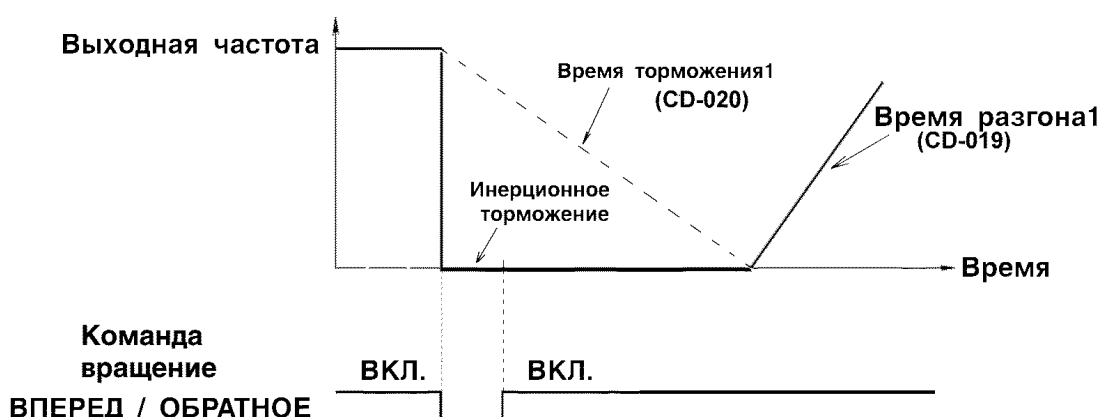 Выходная частота
Время торможения1
(CD-020)
Время разгона1
(CD-019)
Инерционное
торможение
Время
Команда
вращение
ВПЕРЕД / ОБРАТНОЕ
ВКЛ.
ВКЛ.